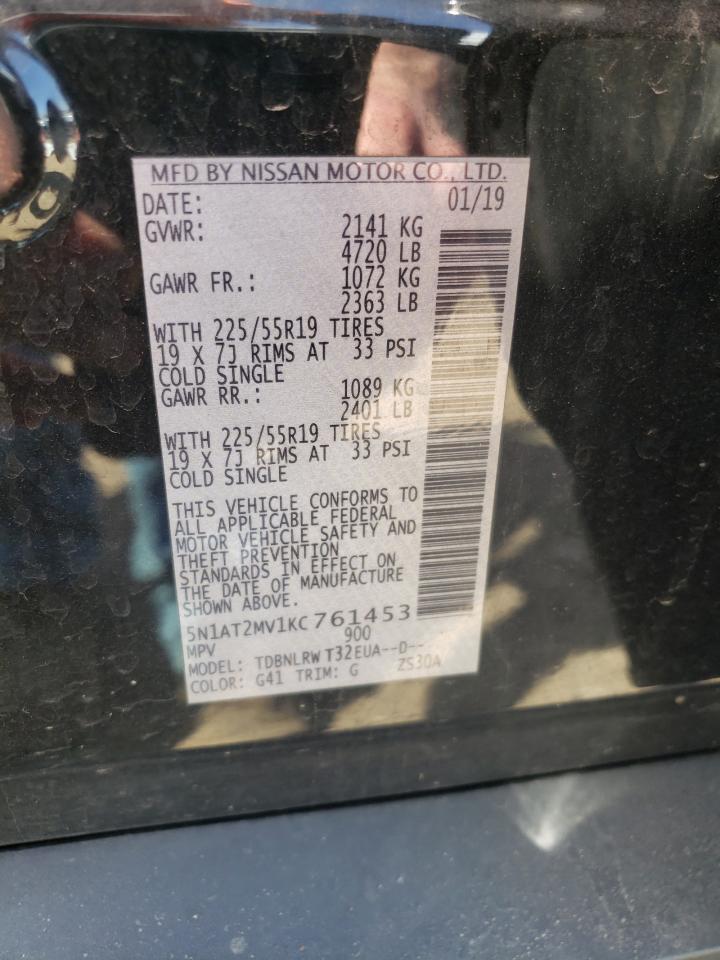 MFD BY NISSAN MOTOR CO., LTD.
DATE: 01/19
GVWR: 2141 KG
4720 LB
GAWR FR.: 1072 KG
2363 LB
WITH 225/55R19 TIRES
19 X 7J RIMS AT 33 PSI
COLD SINGLE
GAWR RR.: 1089 KG
2401 LB
WITH 225/55R19 TIRES
19 X 7J RIMS AT 33 PSI
COLD SINGLE
THIS VEHICLE CONFORMS TO
ALL APPLICABLE FEDERAL
MOTOR VEHICLE SAFETY AND
THEFT PREVENTION
STANDARDS IN EFFECT ON
THE DATE OF MANUFACTURE
SHOWN ABOVE.
5N1AT2MV1KC761453
MPV 900
MODEL: TDBNLRW T32EUA--D--
COLOR: G41 TRIM: G ZS30A